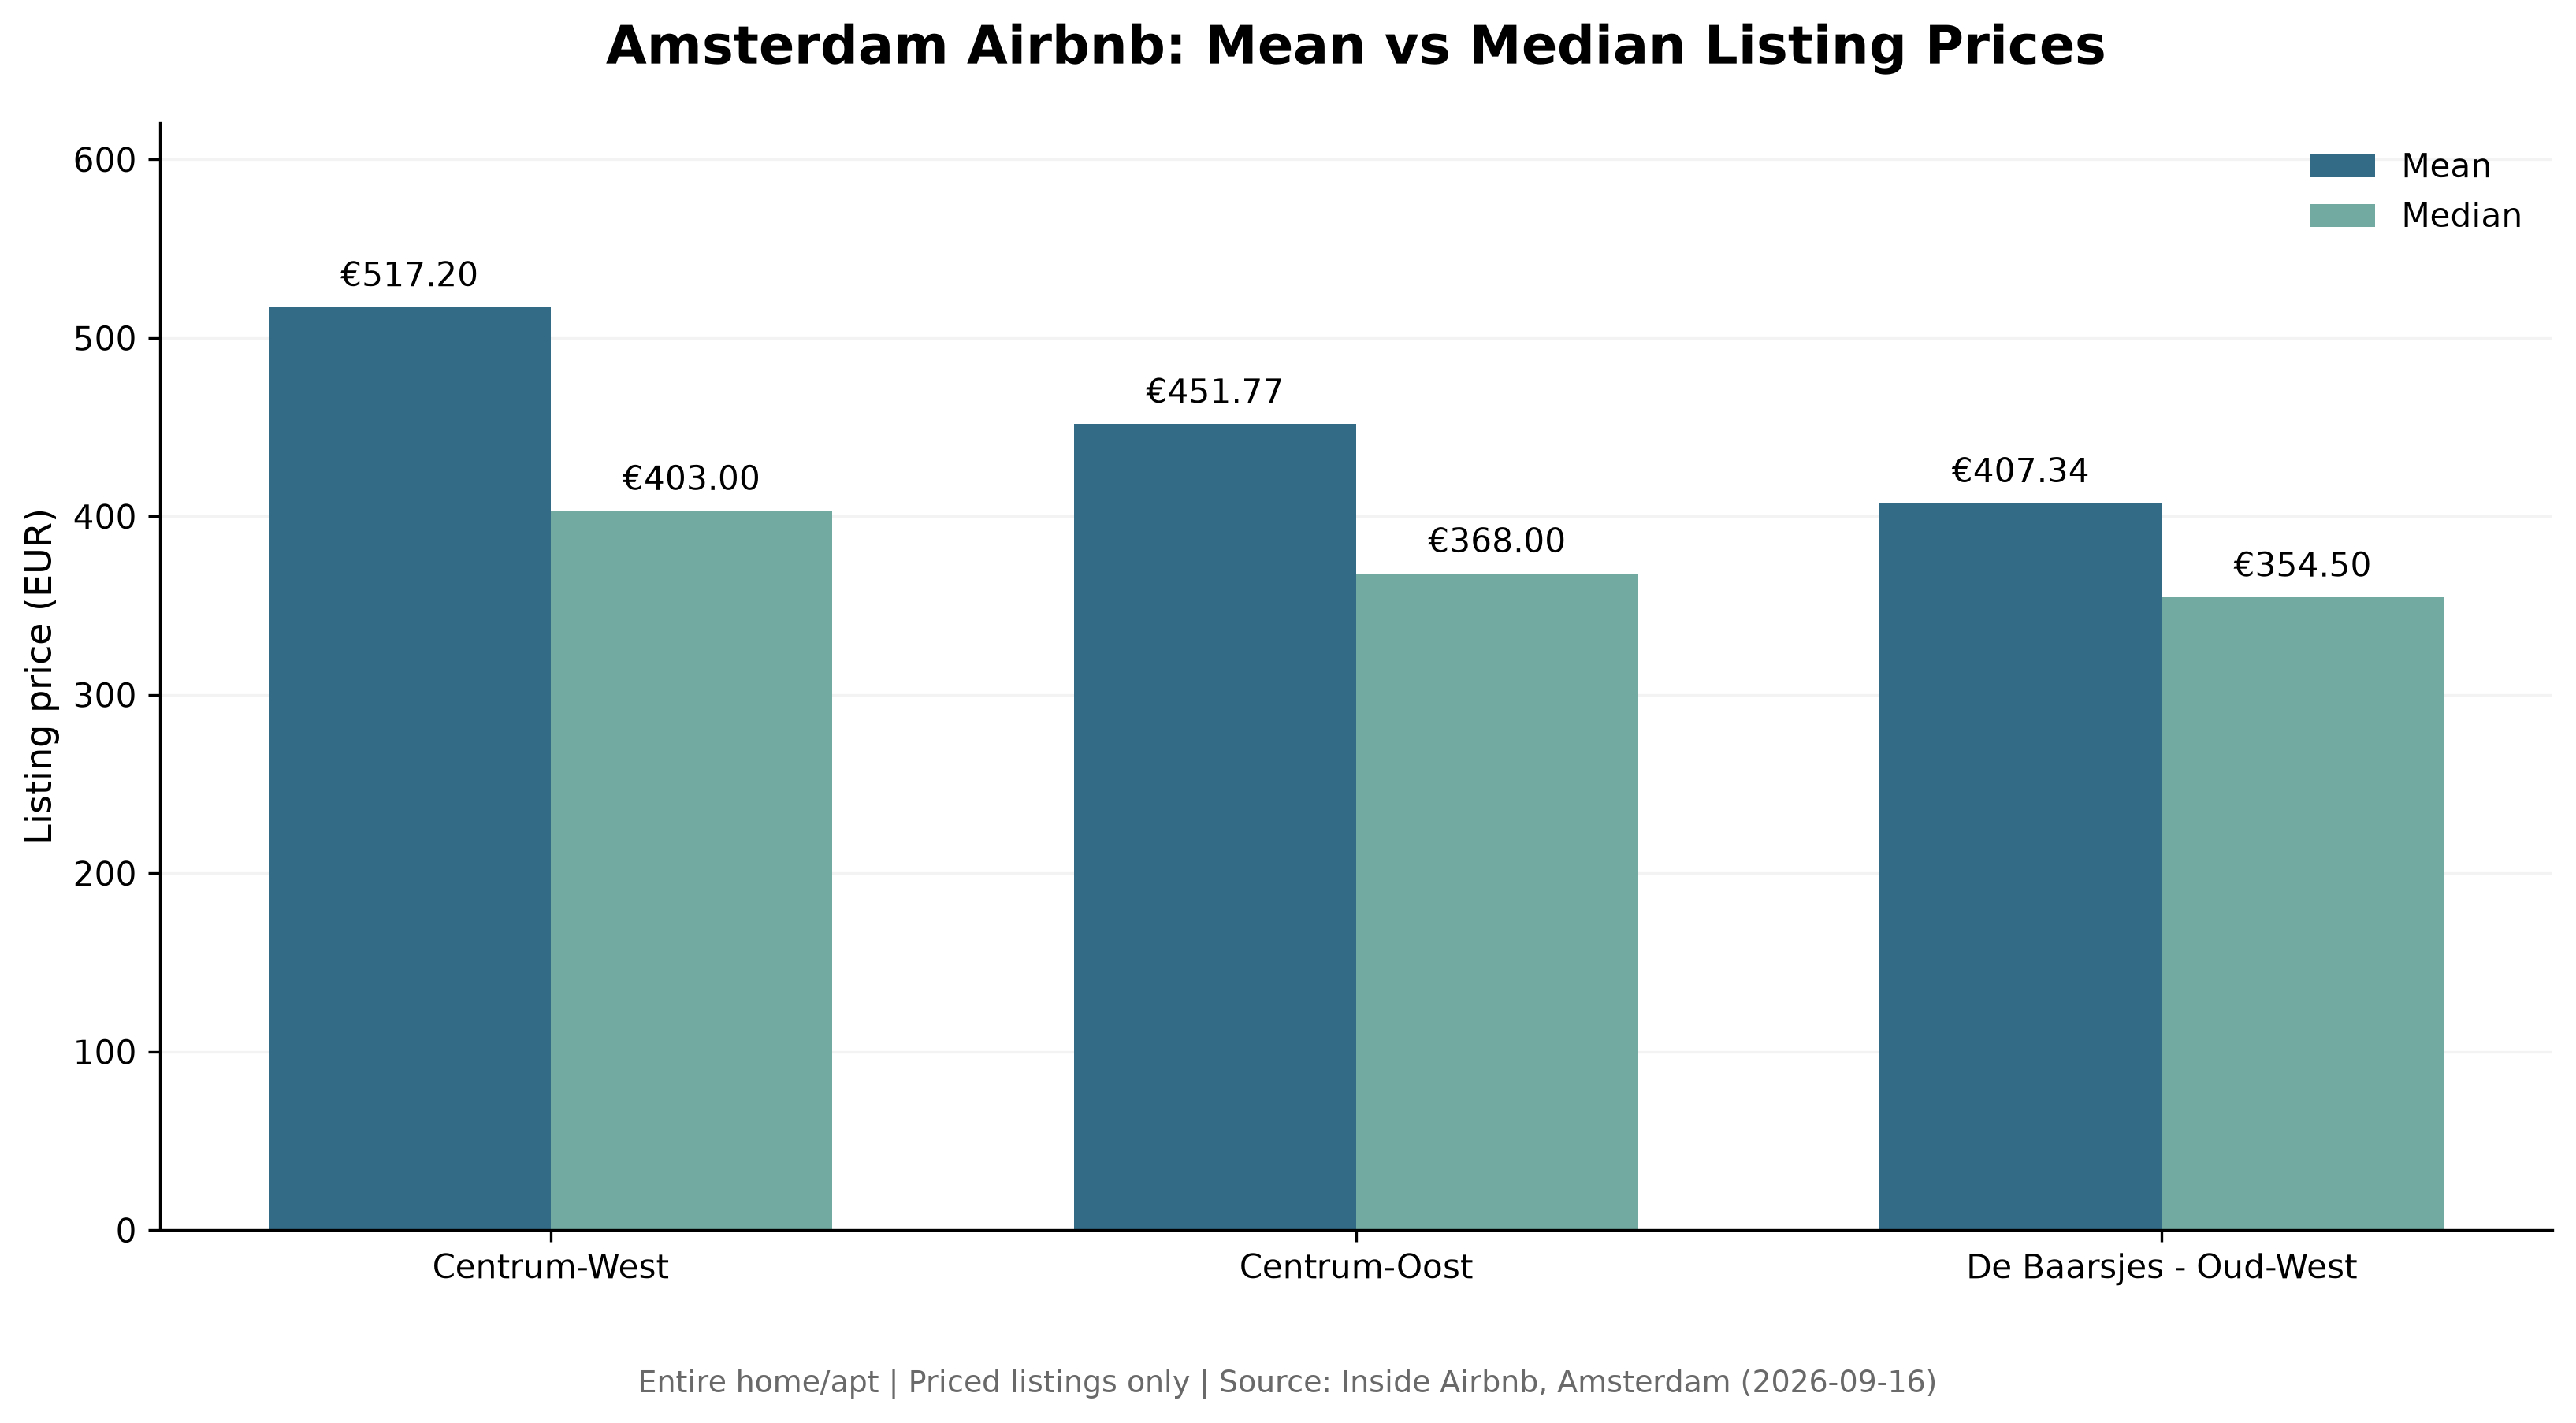 Amsterdam Airbnb: Mean vs Median Listing Prices
Mean
Median
Listing price (EUR)
600
500
400
300
200
100
0
€517.20
€403.00
€451.77
€368.00
€407.34
€354.50
Centrum-West
Centrum-Oost
De Baarsjes - Oud-West
Entire home/apt | Priced listings only | Source: Inside Airbnb, Amsterdam (2026-09-16)